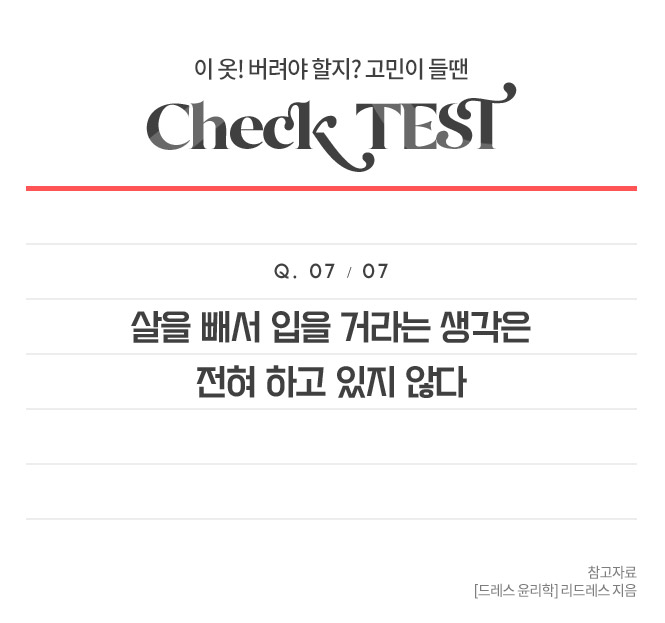 이 옷! 버려야 할지? 고민이 들땐
Check TEST
Q. 07 / 07
살을 빼서 입을 거라는 생각은
전혀 하고 있지 않다
참고자료
[드레스 윤리학] 리드레스 지음